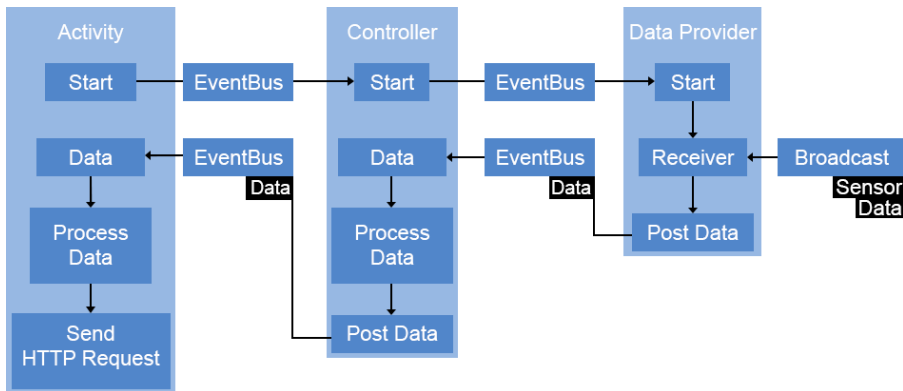 Activity
Controller
Data Provider
Start
EventBus
Start
EventBus
Start
Data
EventBus
Data
EventBus
Receiver
Broadcast
Data
Data
Sensor
Data
Process
Data
Process
Data
Post Data
Send
HTTP Request
Post Data